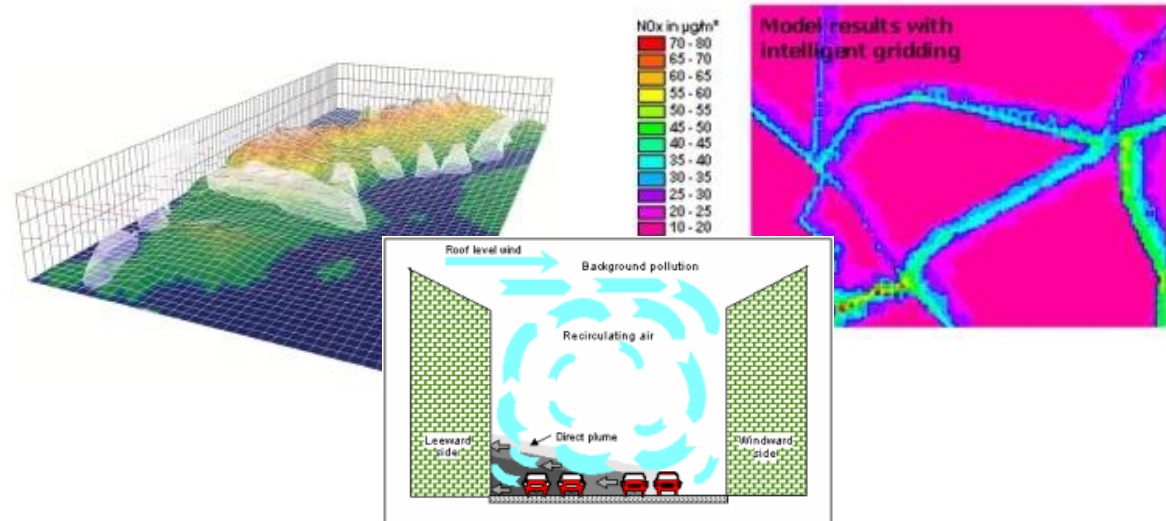 NOx in µg/m³
70 - 80
65 - 70
60 - 65
55 - 60
50 - 55
45 - 50
40 - 45
35 - 40
30 - 35
25 - 30
20 - 25
10 - 20
Model results with
intelligent gridding
Roof level wind
Background pollution
Recirculating air
Direct plume
Leeward
side
Windward
side